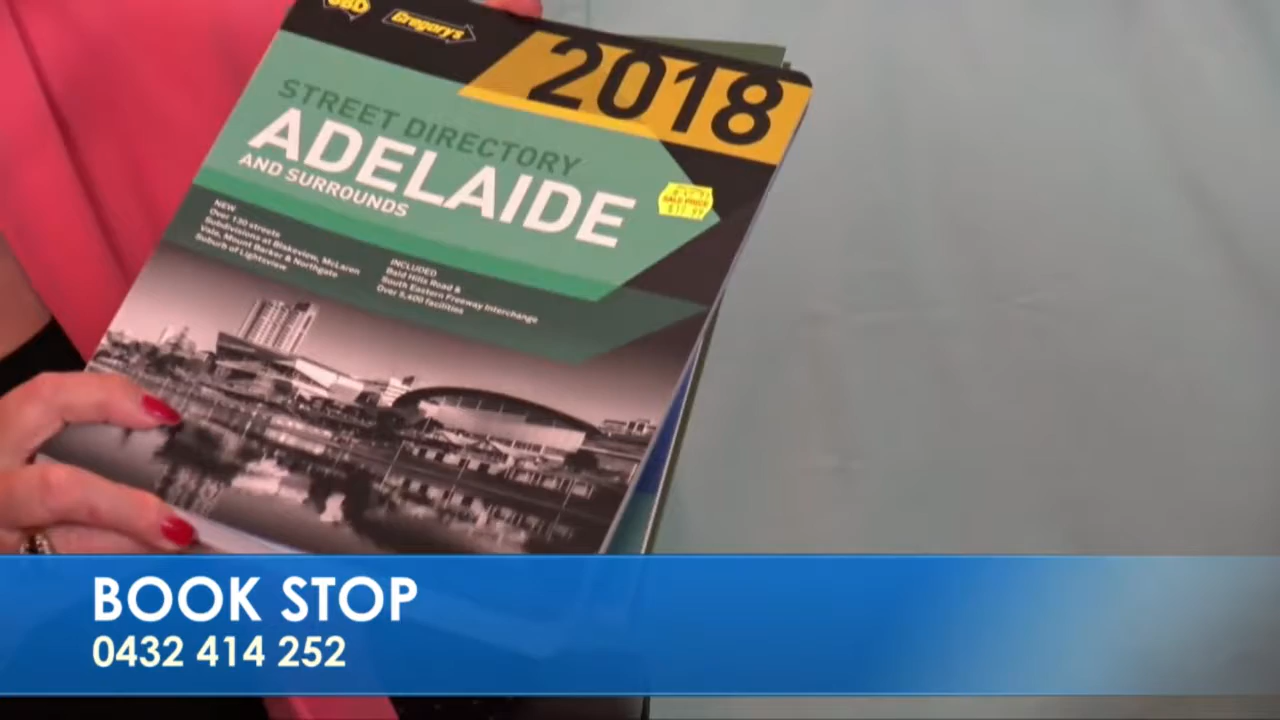 UBD
Gregory's
2018
STREET DIRECTORY
ADELAIDE
AND SURROUNDS
SALE PRICE
NEW
Over 130 streets
Subdivisions at Blakeview, McLaren
Vale, Mount Barker & Northgate
Suburb of Lightsview
INCLUDED
Bald Hills Road &
South Eastern Freeway Interchange
Over 5,400 facilities
BOOK STOP
0432 414 252